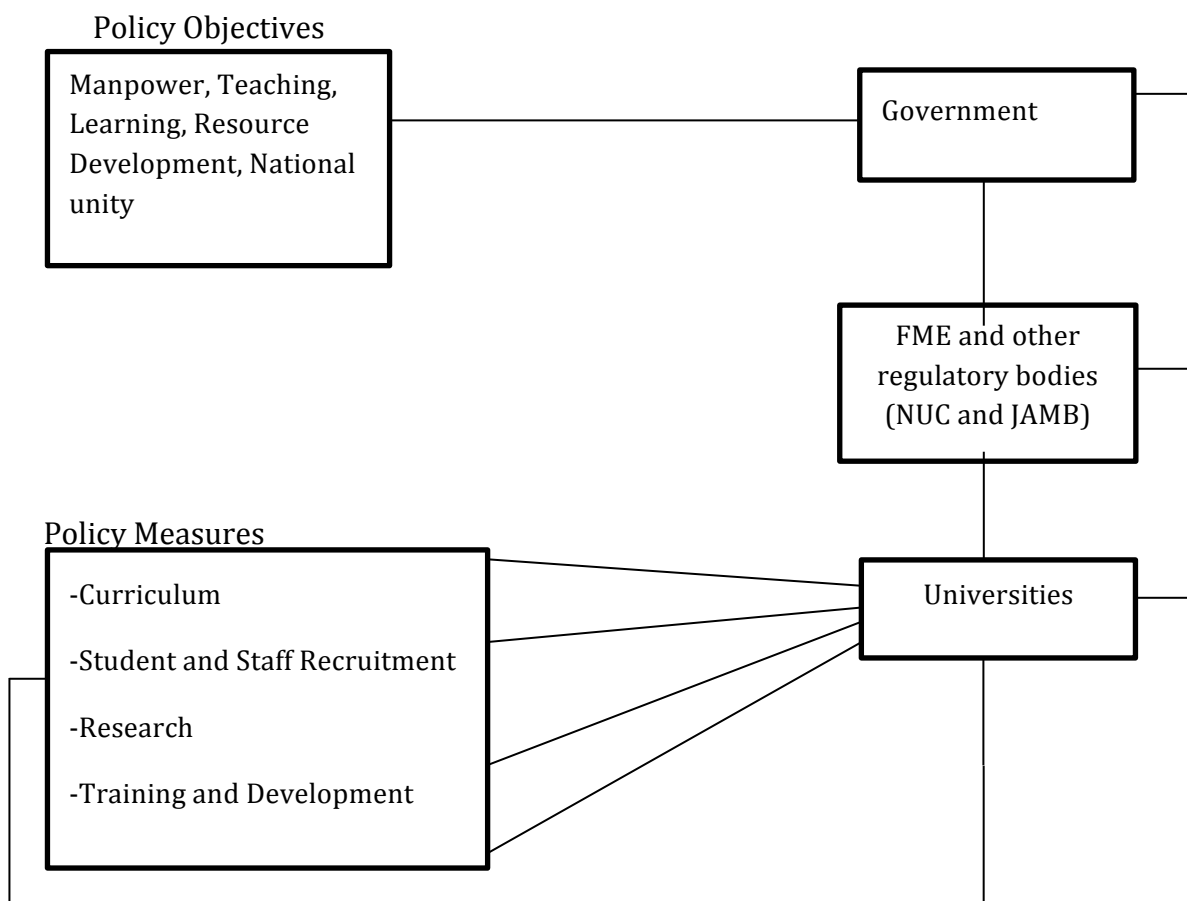 Policy Objectives
Manpower, Teaching,
Learning, Resource
Development, National
unity
Government
FME and other
regulatory bodies
(NUC and JAMB)
Policy Measures
-Curriculum
-Student and Staff Recruitment
-Research
-Training and Development
Universities